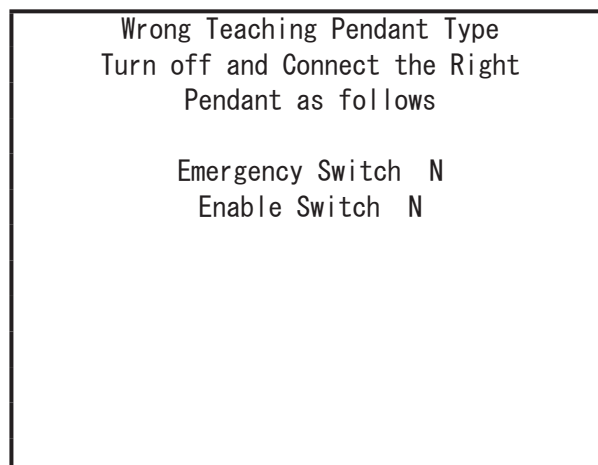 Wrong Teaching Pendant Type
Turn off and Connect the Right
Pendant as follows
Emergency Switch  N
Enable Switch  N